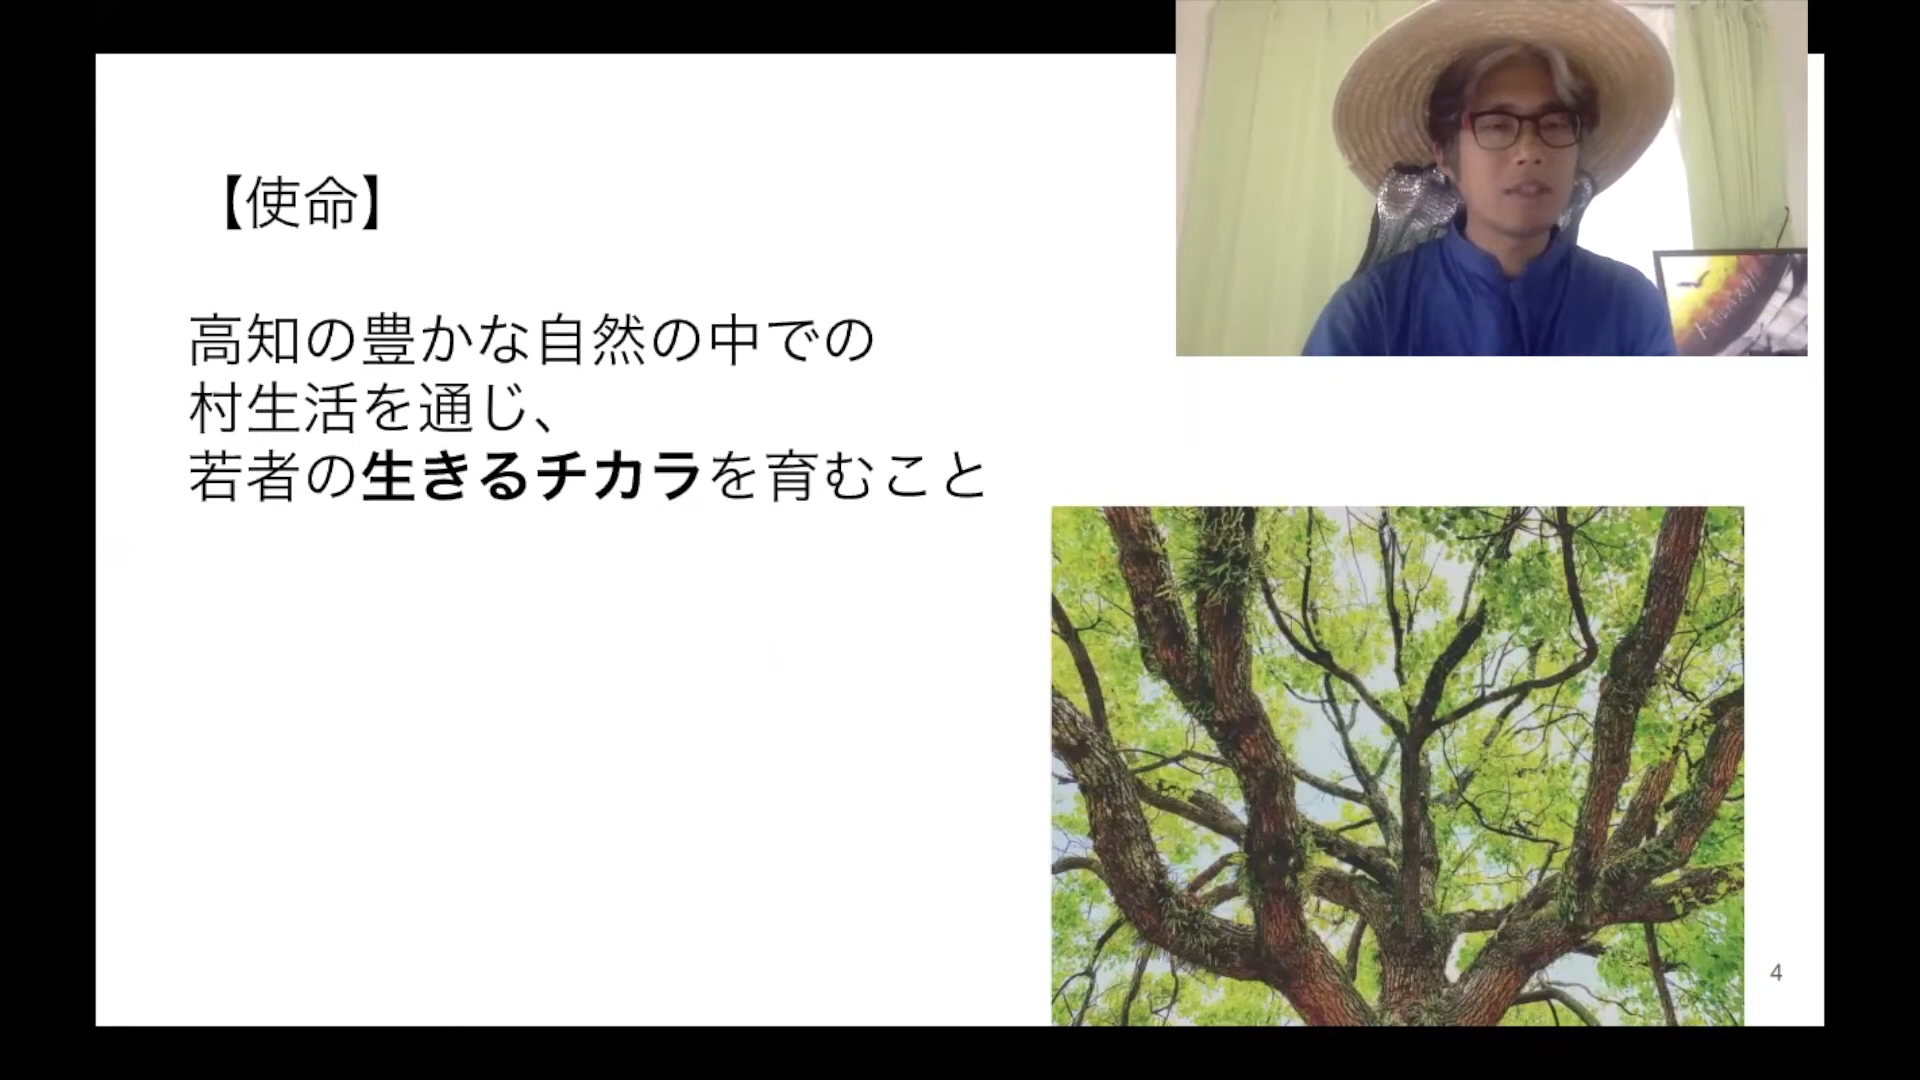 【使命】
高知の豊かな自然の中での
村生活を通じ、
若者の生きるチカラを育むこと
4